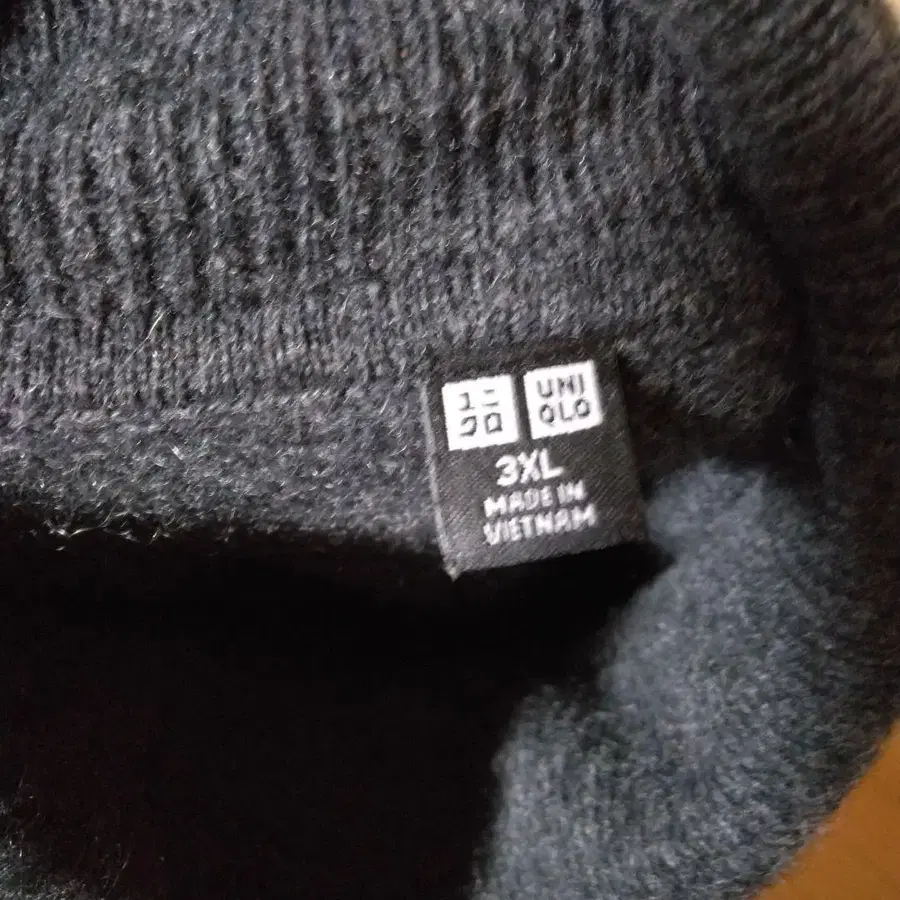 ユニ UNI
クロ QLO
3XL
MADE IN
VIETNAM